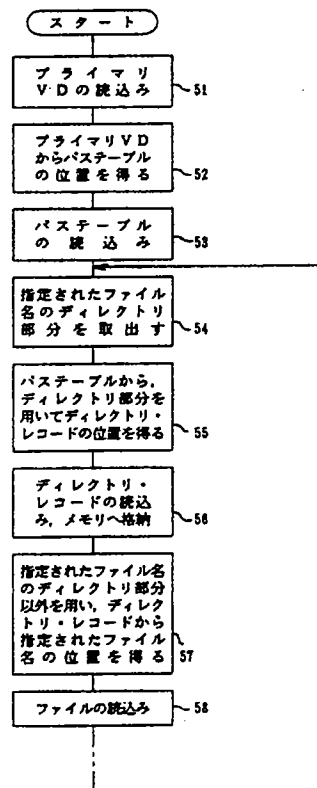 スタート
プライマリ
VDの読込み
51
プライマリVD
からパステーブル
の位置を得る
52
パステーブル
の読込み
53
指定されたファイル
名のディレクトリ
部分を取出す
54
パステーブルから,
ディレクトリ部分を
用いてディレクトリ・
レコードの位置を得る
55
ディレクトリ・
レコードの読込
み,メモリへ格納
56
指定されたファイル名
のディレクトリ部分
以外を用い,ディレク
トリ・レコードから
指定されたファイル
名の位置を得る
57
ファイルの読込み
58